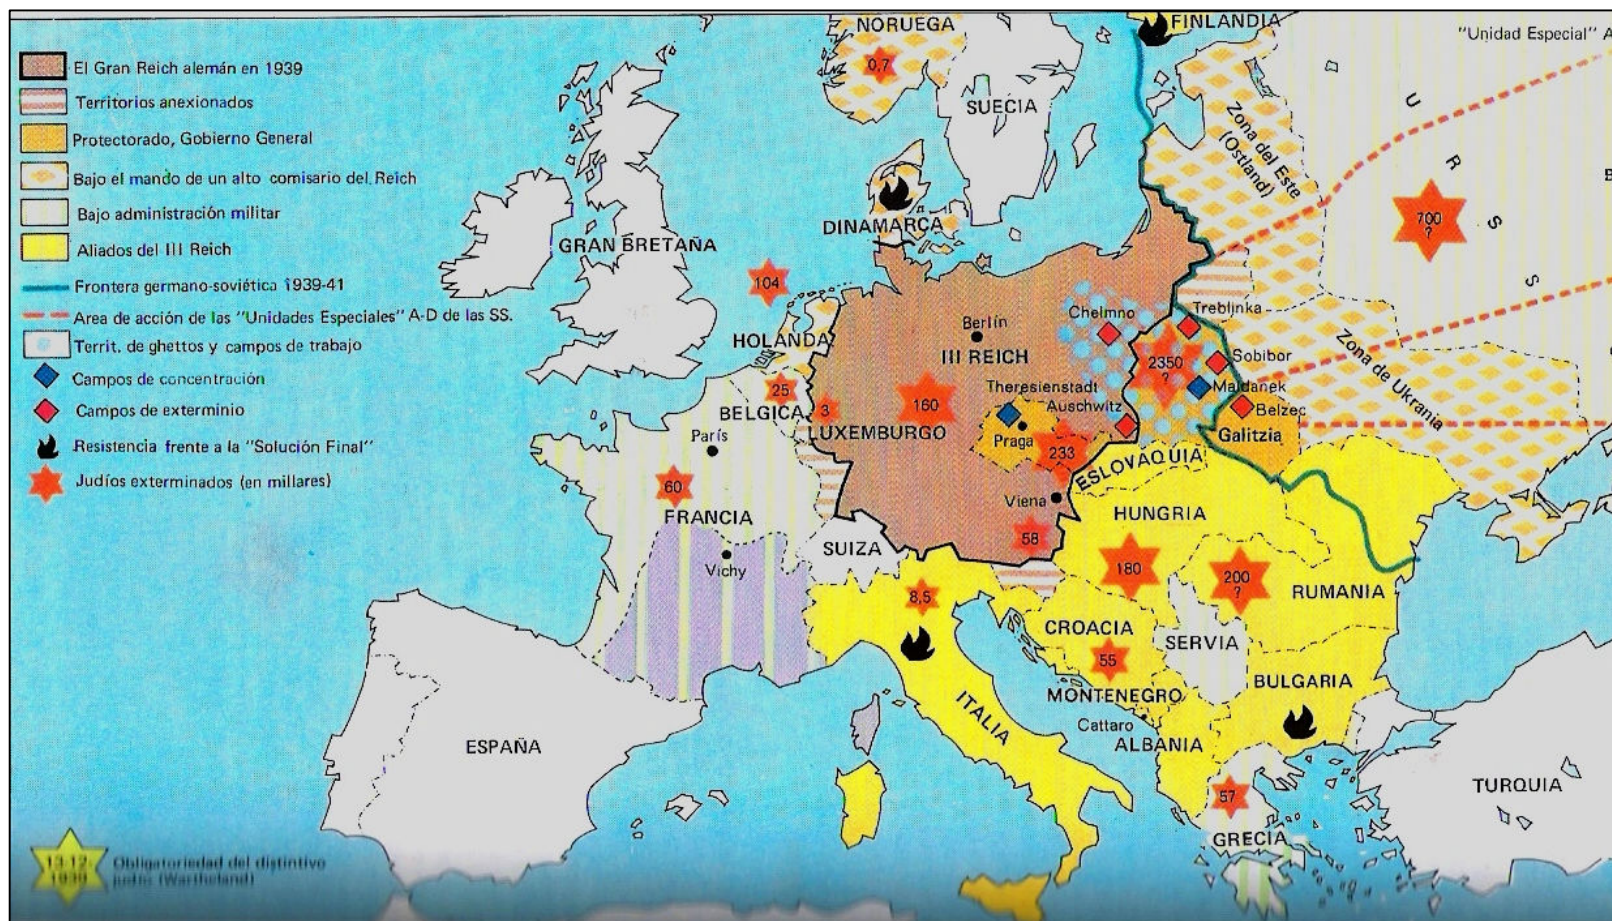 El Gran Reich alemán en 1939
Territorios anexionados
Protectorado, Gobierno General
Bajo el mando de un alto comisario del Reich
Bajo administración militar
Aliados del III Reich
Frontera germano-soviética 1939-41
Area de acción de las "Unidades Especiales" A-D de las SS.
Territ. de ghettos y campos de trabajo
Campos de concentración
Campos de exterminio
Resistencia frente a la "Solución Final"
Judíos exterminados (en millares)
NORUEGA
0,7
FINLANDIA
"Unidad Especial" A
SUECIA
Zona del Este
(Ostland)
U R S S
B
700
?
DINAMARCA
GRAN BRETAÑA
104
HOLANDA
Berlín
III REICH
Chelmno
Treblinka
2350
?
Sobibor
Maidanek
Belzec
Zona de Ukrania
Theresienstadt
Auschwitz
Praga
Galitzia
25
BELGICA
3
LUXEMBURGO
160
233
ESLOVAQUIA
París
60
FRANCIA
Viena
58
HUNGRIA
180
SUIZA
Vichy
200
?
RUMANIA
8,5
CROACIA
55
SERVIA
MONTENEGRO
BULGARIA
Cattaro
ALBANIA
ITALIA
ESPAÑA
57
GRECIA
TURQUIA
13.12.
1939
Obligatoriedad del distintivo
judío (Wartheland)